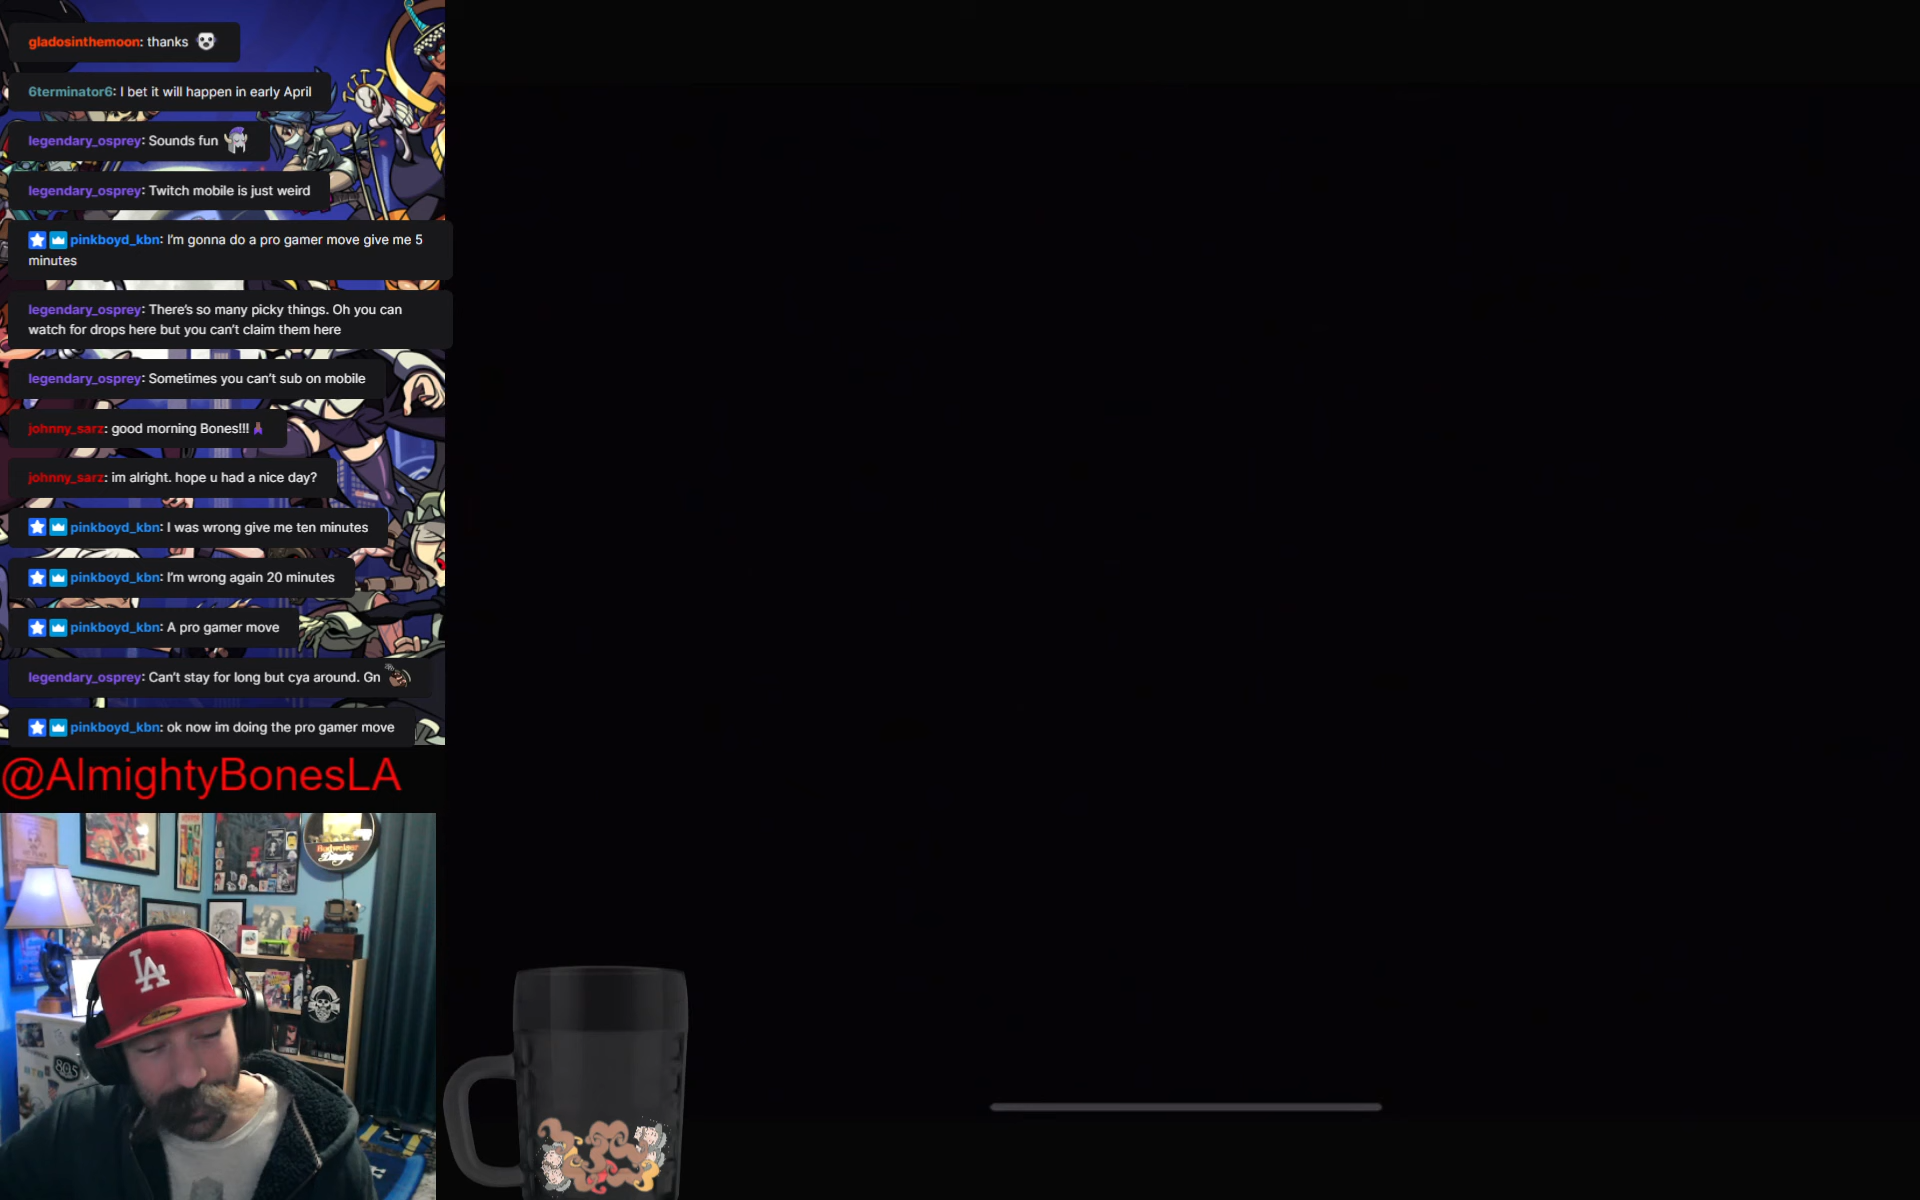 gladosinthemoon: thanks
6terminator6: I bet it will happen in early April
legendary_osprey: Sounds fun
legendary_osprey: Twitch mobile is just weird
pinkboyd_kbn: I'm gonna do a pro gamer move give me 5
minutes
legendary_osprey: There's so many picky things. Oh you can
watch for drops here but you can't claim them here
legendary_osprey: Sometimes you can't sub on mobile
johnny_sarz: good morning Bones!!!
johnny_sarz: im alright. hope u had a nice day?
pinkboyd_kbn: I was wrong give me ten minutes
pinkboyd_kbn: I'm wrong again 20 minutes
pinkboyd_kbn: A pro gamer move
legendary_osprey: Can't stay for long but cya around. Gn
pinkboyd_kbn: ok now im doing the pro gamer move
@AlmightyBonesLA
Budweiser
Draught
LA
805